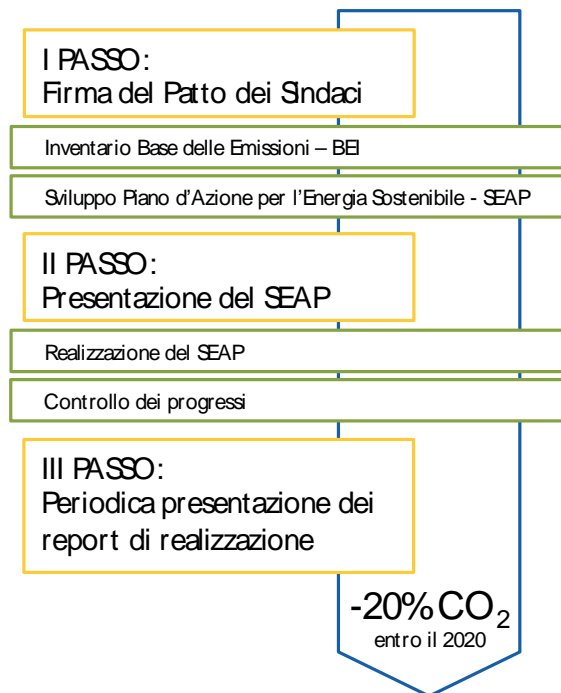 I PASSO:
Firma del Patto dei Sindaci
Inventario Base delle Emissioni – BEI
Sviluppo Piano d'Azione per l'Energia Sostenibile - SEAP
II PASSO:
Presentazione del SEAP
Realizzazione del SEAP
Controllo dei progressi
III PASSO:
Periodica presentazione dei
report di realizzazione
-20% CO₂
entro il 2020